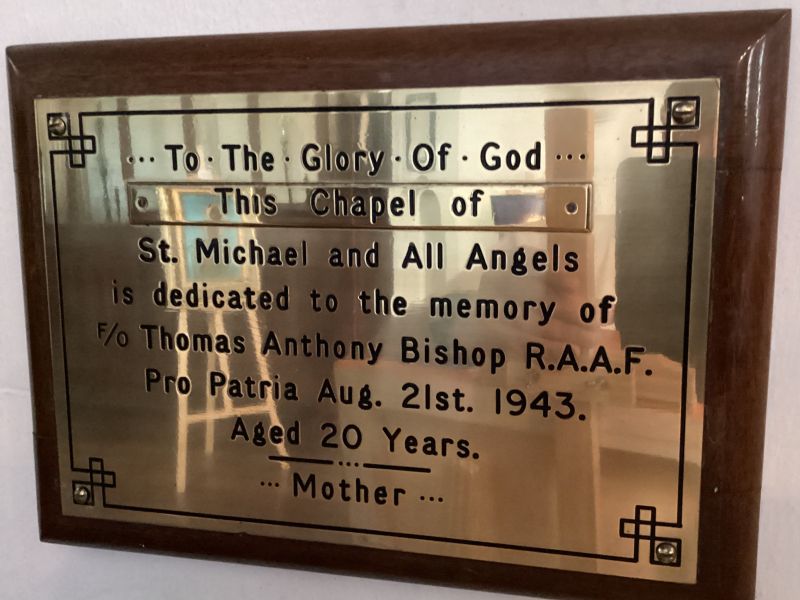 ... To · The · Glory · Of · God ...
This Chapel of
St. Michael and All Angels
is dedicated to the memory of
F/O Thomas Anthony Bishop R.A.A.F.
Pro Patria Aug. 21st. 1943.
Aged 20 Years.
... Mother ...